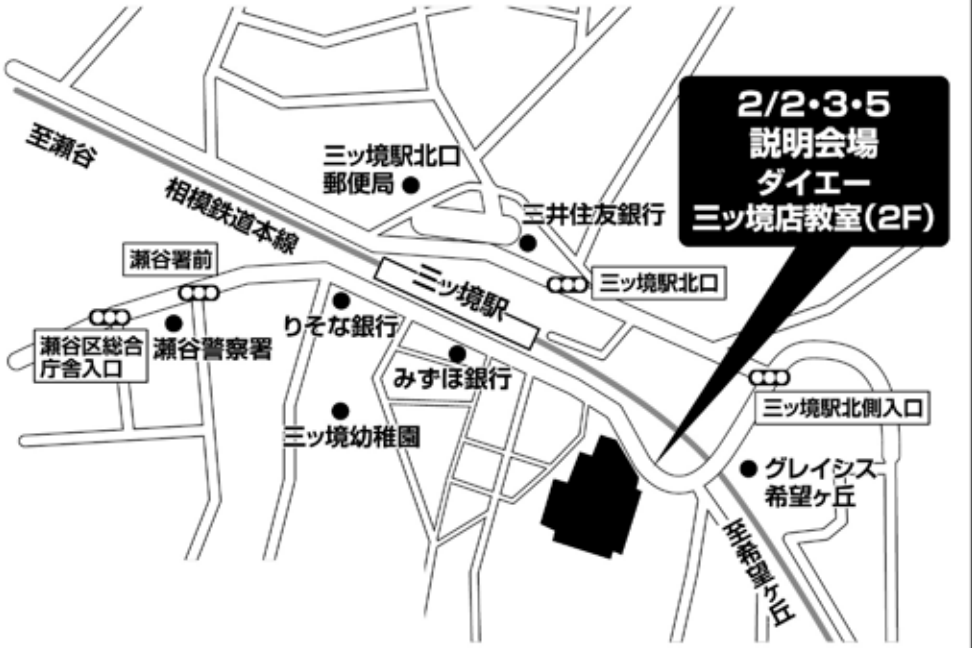 2/2・3・5
説明会場
ダイエー
三ッ境店教室(2F)
至瀬谷
相模鉄道本線
三ッ境駅北口
郵便局
三井住友銀行
瀬谷署前
三ッ境駅
三ッ境駅北口
りそな銀行
瀬谷区総合
庁舎入口
瀬谷警察署
みずほ銀行
三ッ境駅北側入口
三ッ境幼稚園
グレイシス
希望ヶ丘
至希望ヶ丘